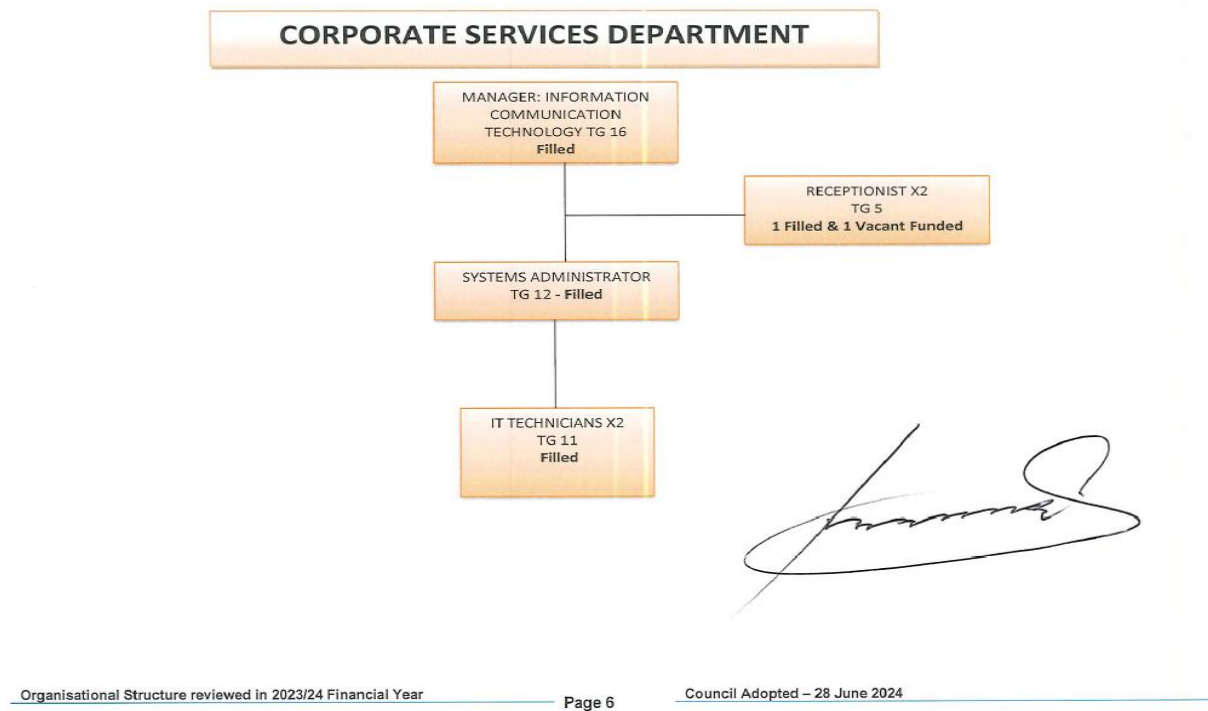 CORPORATE SERVICES DEPARTMENT
MANAGER: INFORMATION
COMMUNICATION
TECHNOLOGY TG 16
Filled
RECEPTIONIST X2
TG 5
1 Filled & 1 Vacant Funded
SYSTEMS ADMINISTRATOR
TG 12 - Filled
IT TECHNICIANS X2
TG 11
Filled
Organisational Structure reviewed in 2023/24 Financial Year
Page 6
Council Adopted – 28 June 2024